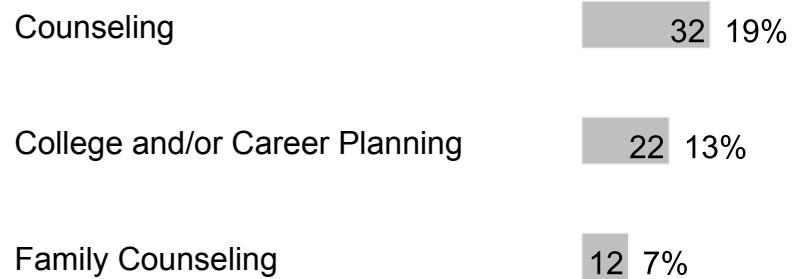 Counseling 32 19%
College and/or Career Planning 22 13%
Family Counseling 12 7%